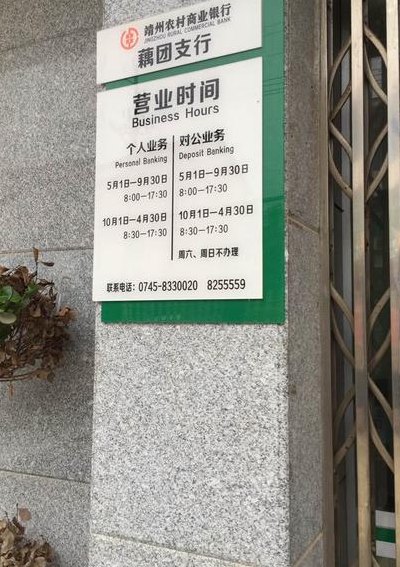 靖州农村商业银行
JINGZHOU RURAL COMMERCIAL BANK
藕团支行
营业时间
Business Hours
个人业务
Personal Banking
5月1日—9月30日
8:00—17:30
10月1日—4月30日
8:30—17:30
对公业务
Deposit Banking
5月1日—9月30日
8:00—17:30
10月1日—4月30日
8:30—17:30
周六、周日不办理
联系电话：0745-8330020 8255559